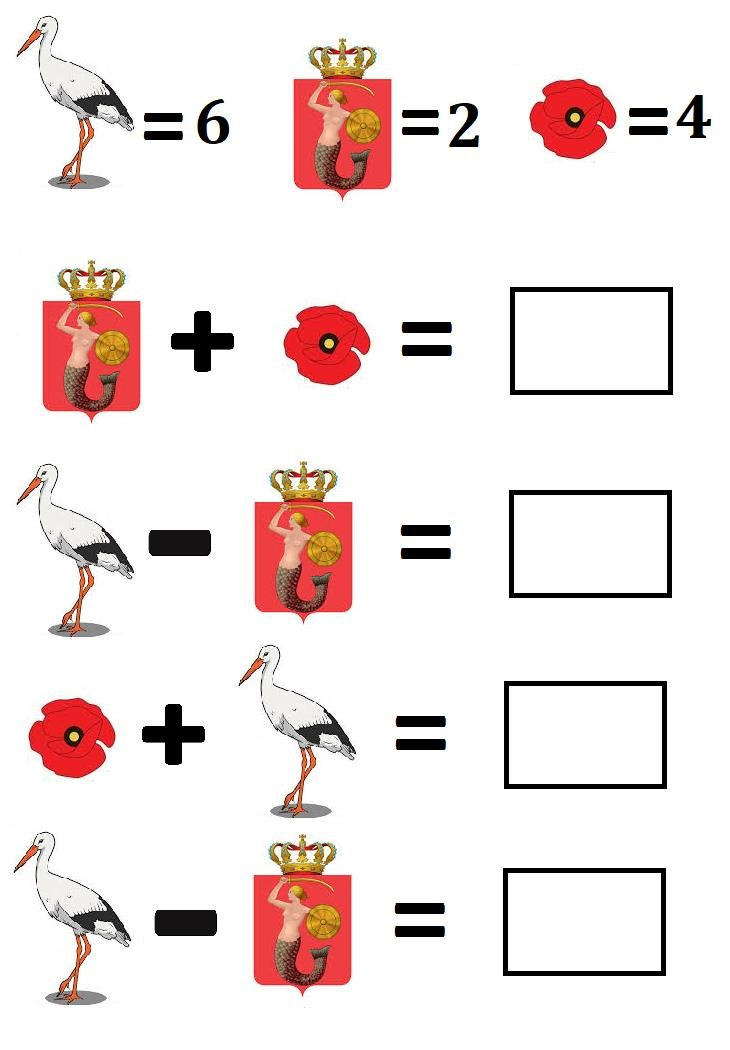 = 6 = 2 = 4
+ =
- =
+ =
- =